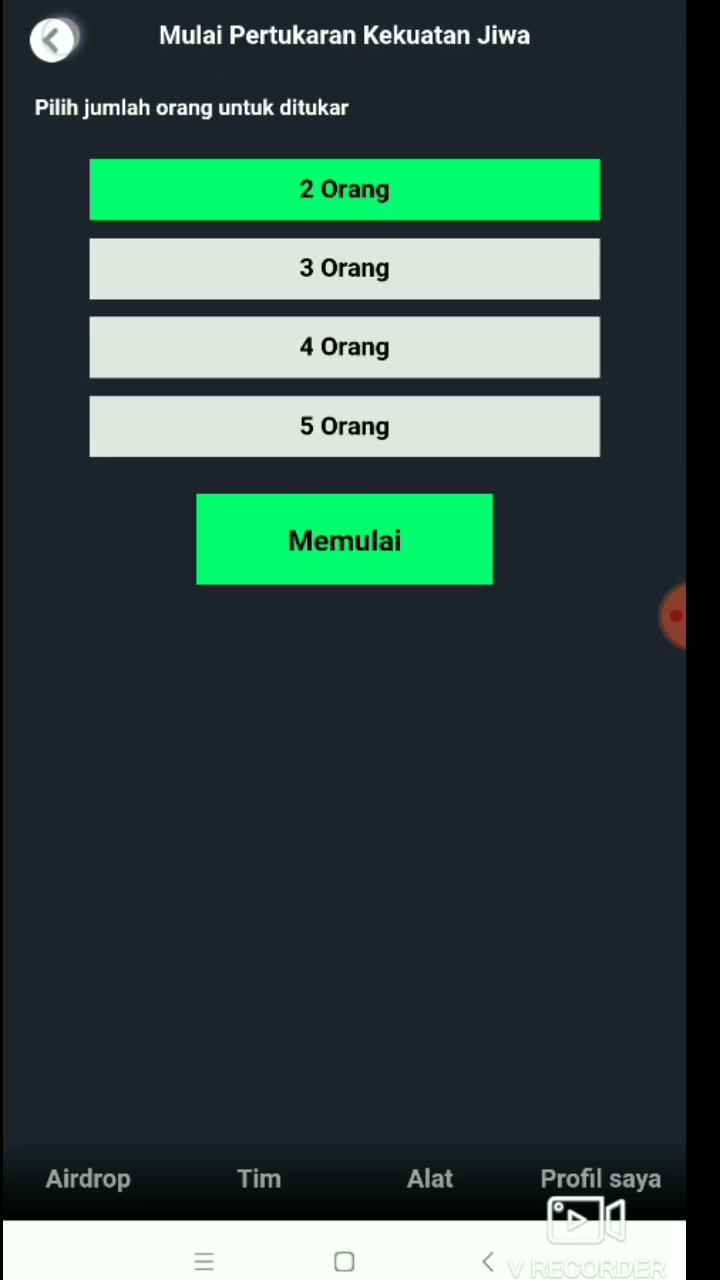 Mulai Pertukaran Kekuatan Jiwa
Pilih jumlah orang untuk ditukar
2 Orang
3 Orang
4 Orang
5 Orang
Memulai
Airdrop Tim Alat Profil saya
V RECORDER